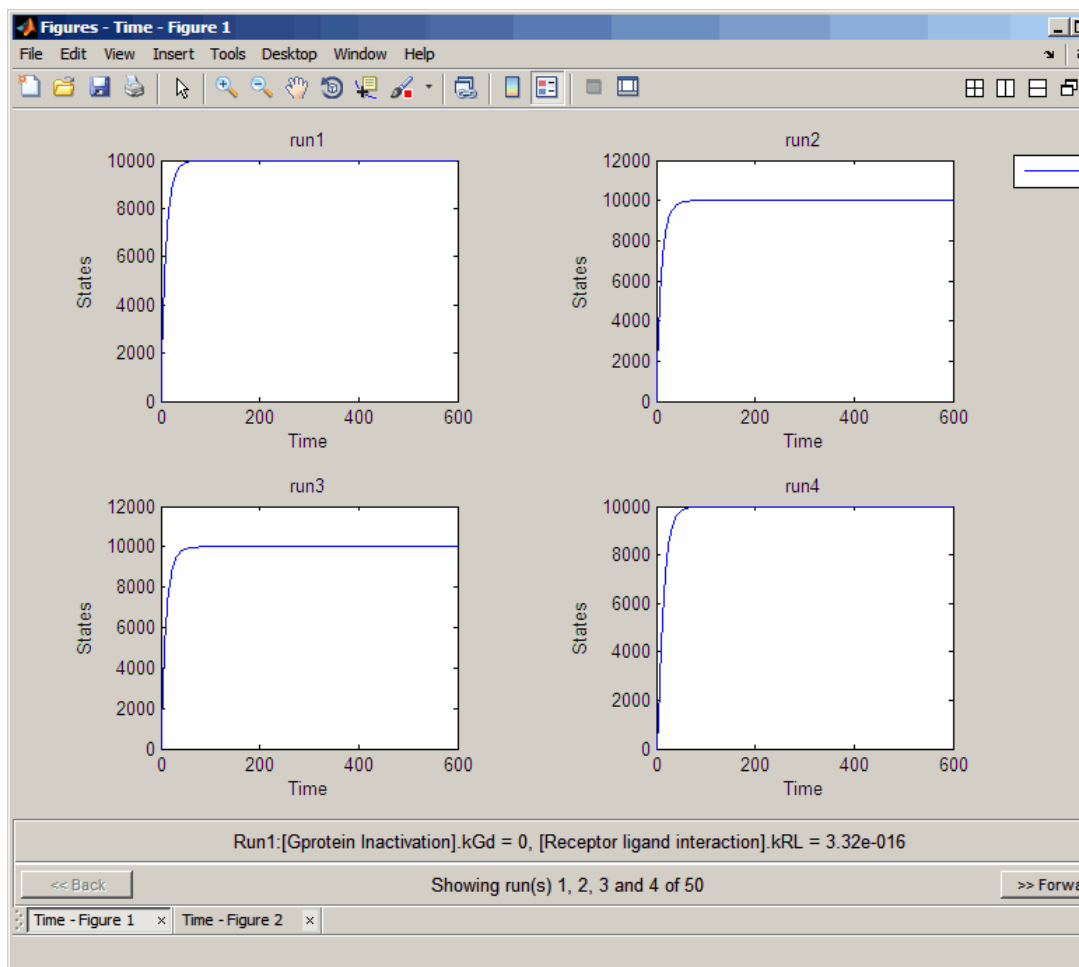 Figures - Time - Figure 1
File Edit View Insert Tools Desktop Window Help
run1
10000
8000
6000
4000
2000
0
States
0 200 400 600
Time
run2
12000
10000
8000
6000
4000
2000
0
States
0 200 400 600
Time
run3
12000
10000
8000
6000
4000
2000
0
States
0 200 400 600
Time
run4
10000
8000
6000
4000
2000
0
States
0 200 400 600
Time
Run1:[Gprotein Inactivation].kGd = 0, [Receptor ligand interaction].kRL = 3.32e-016
<< Back Showing run(s) 1, 2, 3 and 4 of 50 >> Forwa
Time - Figure 1 × Time - Figure 2 ×